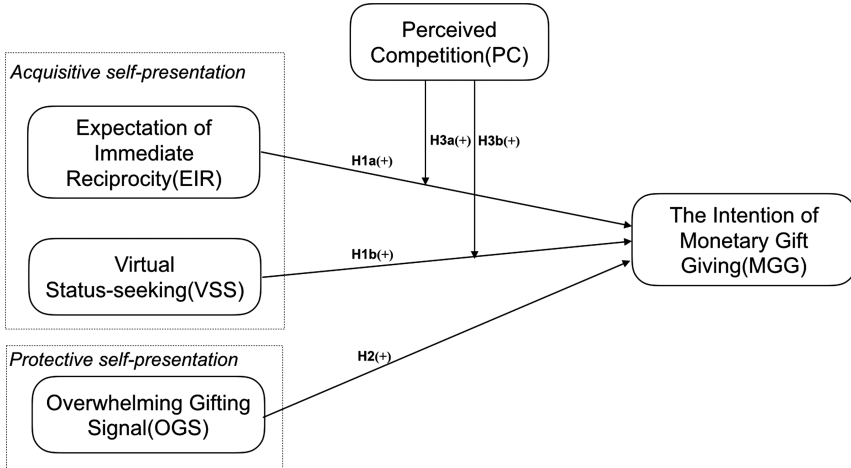 Perceived
Competition(PC)
Acquisitive self-presentation
Expectation of
Immediate
Reciprocity(EIR)
H1a(+)
H3a(+)
H3b(+)
The Intention of
Monetary Gift
Giving(MGG)
Virtual
Status-seeking(VSS)
H1b(+)
Protective self-presentation
H2(+)
Overwhelming Gifting
Signal(OGS)